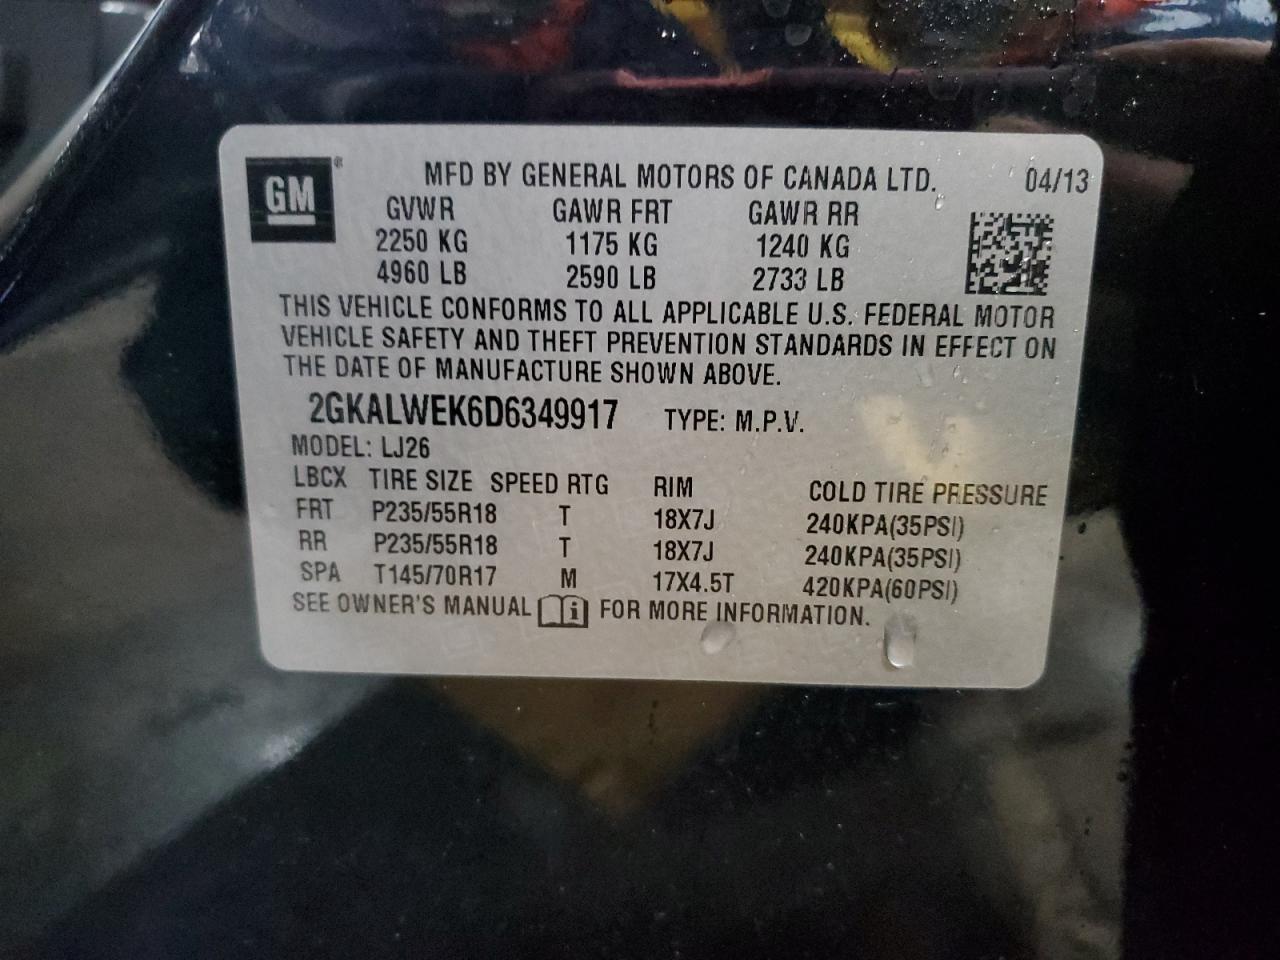 GM®
MFD BY GENERAL MOTORS OF CANADA LTD. 04/13
GVWR GAWR FRT GAWR RR
2250 KG 1175 KG 1240 KG
4960 LB 2590 LB 2733 LB
THIS VEHICLE CONFORMS TO ALL APPLICABLE U.S. FEDERAL MOTOR
VEHICLE SAFETY AND THEFT PREVENTION STANDARDS IN EFFECT ON
THE DATE OF MANUFACTURE SHOWN ABOVE.
2GKALWEK6D6349917 TYPE: M.P.V.
MODEL: LJ26
LBCX TIRE SIZE SPEED RTG RIM COLD TIRE PRESSURE
FRT P235/55R18 T 18X7J 240KPA(35PSI)
RR P235/55R18 T 18X7J 240KPA(35PSI)
SPA T145/70R17 M 17X4.5T 420KPA(60PSI)
SEE OWNER'S MANUAL i FOR MORE INFORMATION.